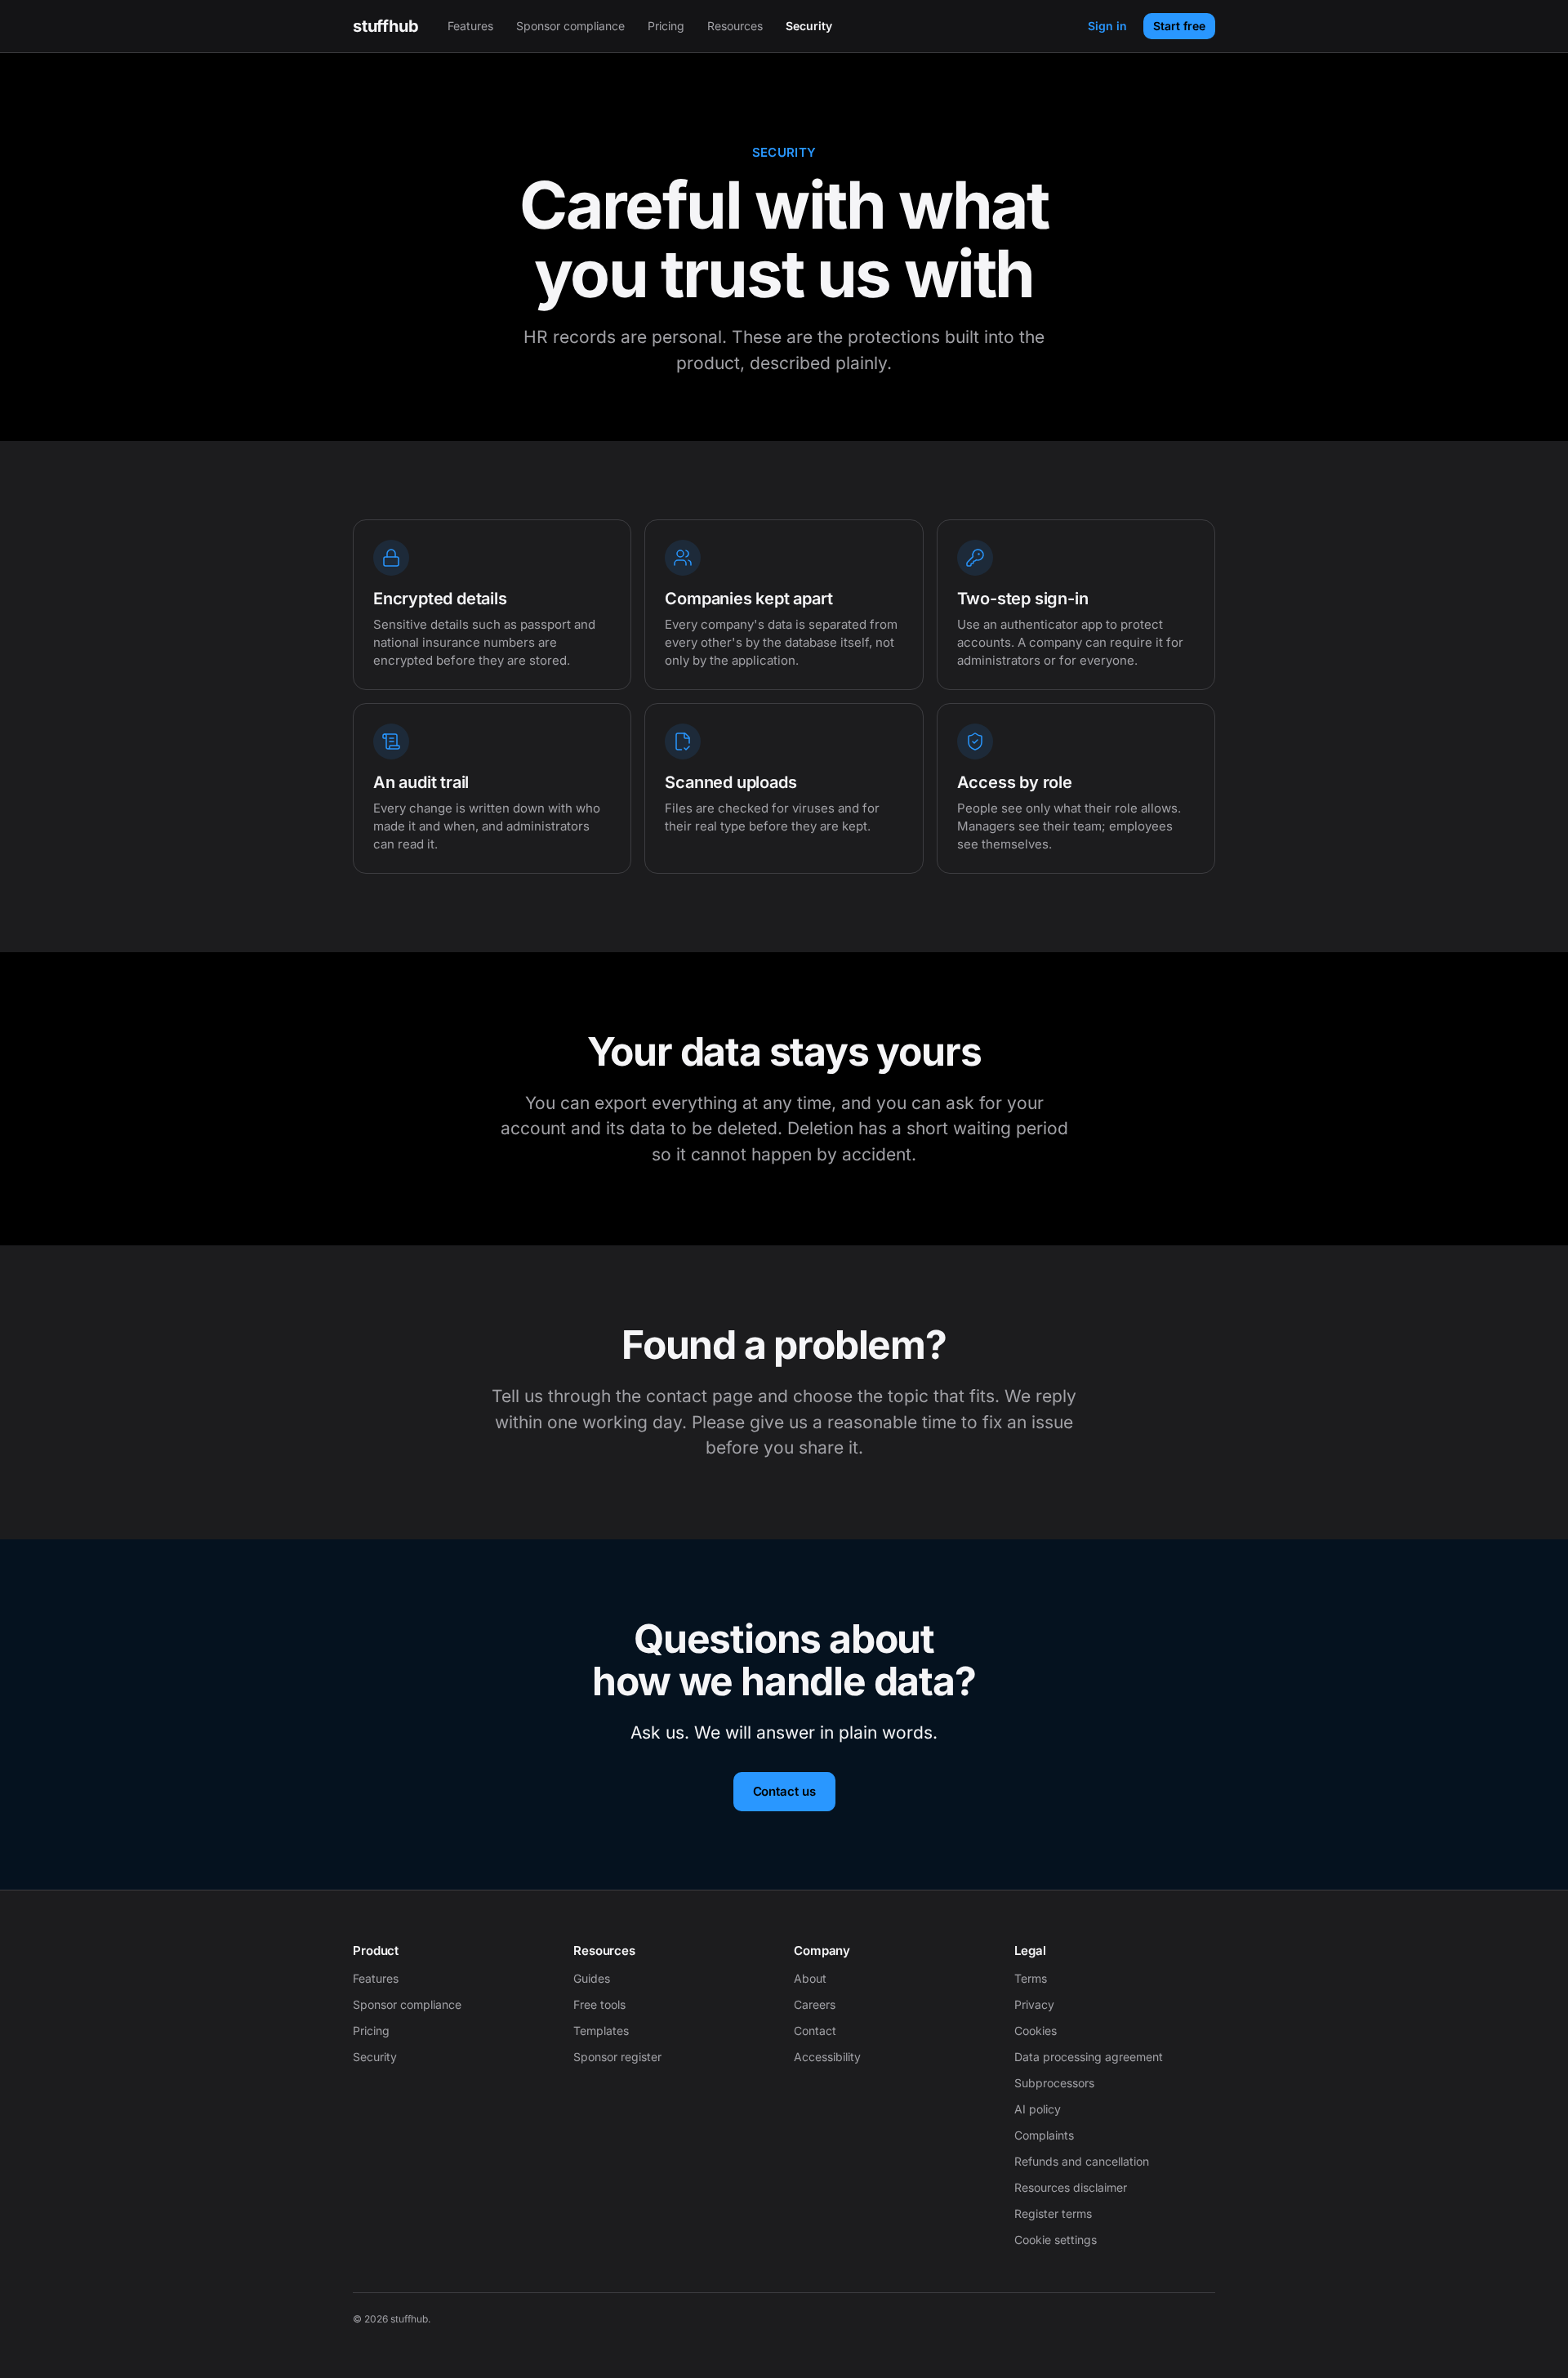 stuffhub
Features
Sponsor compliance
Pricing
Resources
Security
Sign in
Start free
SECURITY
Careful with what
you trust us with
HR records are personal. These are the protections built into the
product, described plainly.
Encrypted details
Sensitive details such as passport and
national insurance numbers are
encrypted before they are stored.
Companies kept apart
Every company's data is separated from
every other's by the database itself, not
only by the application.
Two-step sign-in
Use an authenticator app to protect
accounts. A company can require it for
administrators or for everyone.
An audit trail
Every change is written down with who
made it and when, and administrators
can read it.
Scanned uploads
Files are checked for viruses and for
their real type before they are kept.
Access by role
People see only what their role allows.
Managers see their team; employees
see themselves.
Your data stays yours
You can export everything at any time, and you can ask for your
account and its data to be deleted. Deletion has a short waiting period
so it cannot happen by accident.
Found a problem?
Tell us through the contact page and choose the topic that fits. We reply
within one working day. Please give us a reasonable time to fix an issue
before you share it.
Questions about
how we handle data?
Ask us. We will answer in plain words.
Contact us
Product
Features
Sponsor compliance
Pricing
Security
Resources
Guides
Free tools
Templates
Sponsor register
Company
About
Careers
Contact
Accessibility
Legal
Terms
Privacy
Cookies
Data processing agreement
Subprocessors
AI policy
Complaints
Refunds and cancellation
Resources disclaimer
Register terms
Cookie settings
© 2026 stuffhub.